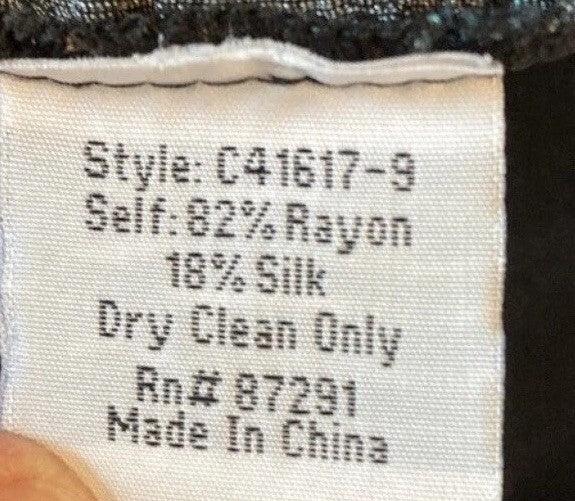 Style: C41617-9
Self: 82% Rayon
18% Silk
Dry Clean Only
Rn# 87291
Made In China